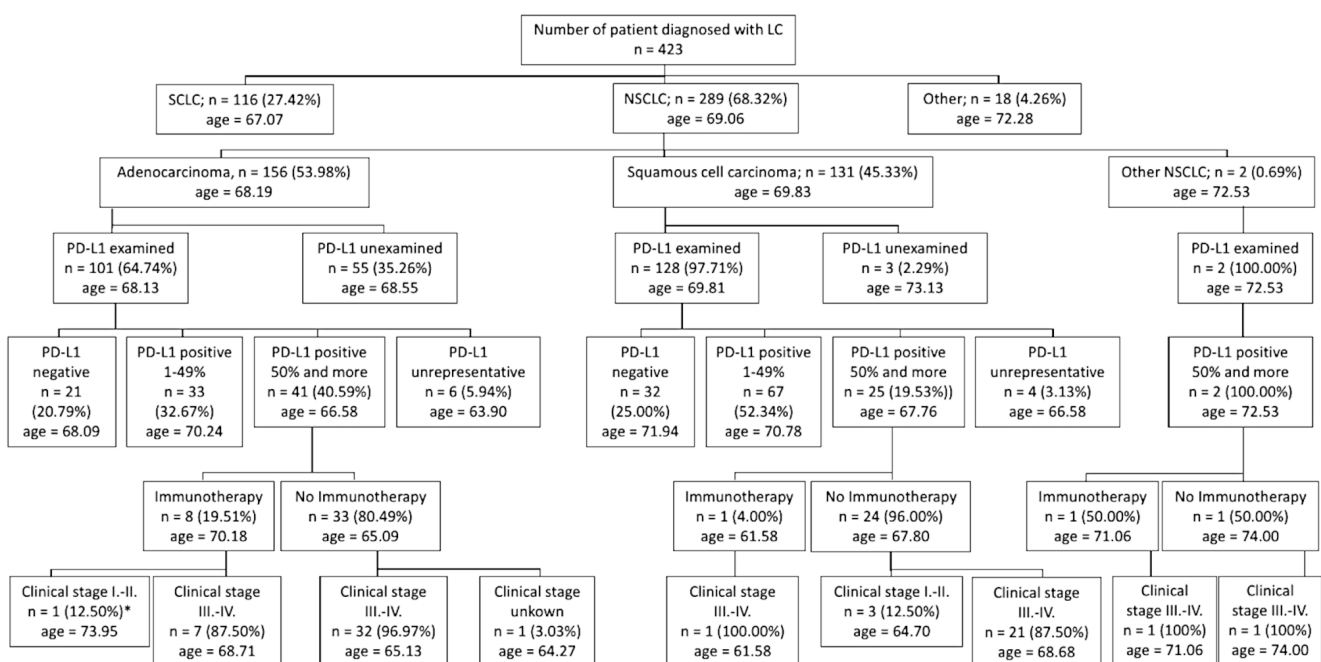 Number of patient diagnosed with LC
n = 423
SCLC; n = 116 (27.42%)
age = 67.07
NSCLC; n = 289 (68.32%)
age = 69.06
Other; n = 18 (4.26%)
age = 72.28
Adenocarcinoma, n = 156 (53.98%)
age = 68.19
Squamous cell carcinoma; n = 131 (45.33%)
age = 69.83
Other NSCLC; n = 2 (0.69%)
age = 72.53
PD-L1 examined
n = 101 (64.74%)
age = 68.13
PD-L1 unexamined
n = 55 (35.26%)
age = 68.55
PD-L1 examined
n = 128 (97.71%)
age = 69.81
PD-L1 unexamined
n = 3 (2.29%)
age = 73.13
PD-L1 examined
n = 2 (100.00%)
age = 72.53
PD-L1
negative
n = 21
(20.79%)
age = 68.09
PD-L1 positive
1-49%
n = 33
(32.67%)
age = 70.24
PD-L1 positive
50% and more
n = 41 (40.59%)
age = 66.58
PD-L1
unrepresentative
n = 6 (5.94%)
age = 63.90
PD-L1
negative
n = 32
(25.00%)
age = 71.94
PD-L1 positive
1-49%
n = 67
(52.34%)
age = 70.78
PD-L1 positive
50% and more
n = 25 (19.53%))
age = 67.76
PD-L1
unrepresentative
n = 4 (3.13%)
age = 66.58
PD-L1 positive
50% and more
n = 2 (100.00%)
age = 72.53
Immunotherapy
n = 8 (19.51%)
age = 70.18
No Immunotherapy
n = 33 (80.49%)
age = 65.09
Immunotherapy
n = 1 (4.00%)
age = 61.58
No Immunotherapy
n = 24 (96.00%)
age = 67.80
Immunotherapy
n = 1 (50.00%)
age = 71.06
No Immunotherapy
n = 1 (50.00%)
age = 74.00
Clinical stage I.-II.
n = 1 (12.50%)*
age = 73.95
Clinical stage
III.-IV.
n = 7 (87.50%)
age = 68.71
Clinical stage
III.-IV.
n = 32 (96.97%)
age = 65.13
Clinical stage
unkown
n = 1 (3.03%)
age = 64.27
Clinical stage
III.-IV.
n = 1 (100.00%)
age = 61.58
Clinical stage I.-II.
n = 3 (12.50%)
age = 64.70
Clinical stage
III.-IV.
n = 21 (87.50%)
age = 68.68
Clinical
stage III.-IV.
n = 1 (100%)
age = 71.06
Clinical
stage III.-IV.
n = 1 (100%)
age = 74.00